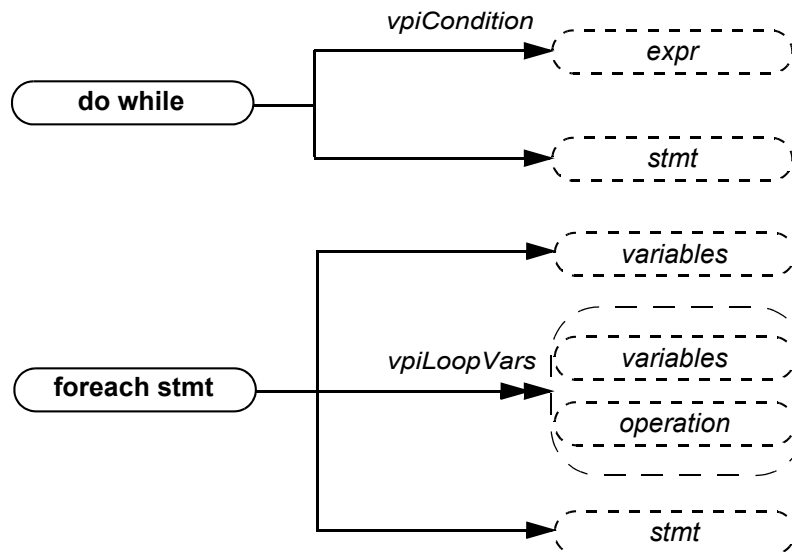 vpiCondition
expr
do while
stmt
variables
vpiLoopVars
variables
foreach stmt
operation
stmt